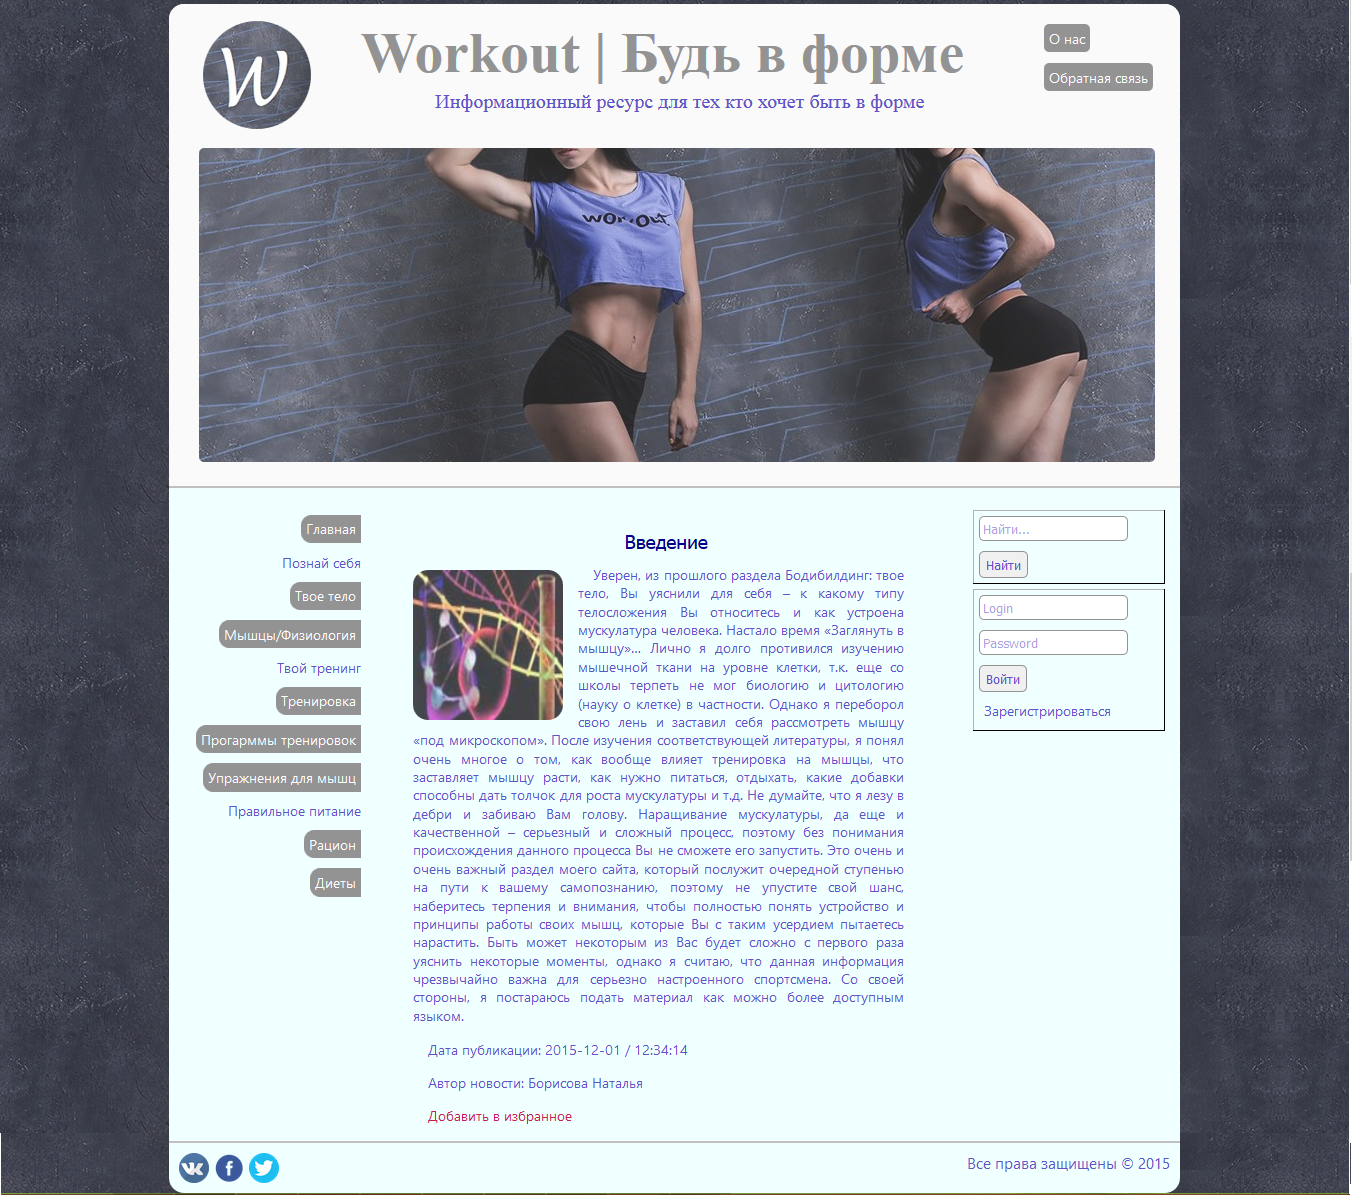 W
Workout | Будь в форме
Информационный ресурс для тех кто хочет быть в форме
О нас
Обратная связь
Главная
Познай себя
Твое тело
Мышцы/Физиология
Твой тренинг
Тренировка
Прогарммы тренировок
Упражнения для мышц
Правильное питание
Рацион
Диеты
Введение
Уверен, из прошлого раздела Бодибилдинг: твое
тело, Вы уяснили для себя – к какому типу
телосложения Вы относитесь и как устроена
мускулатура человека. Настало время «Заглянуть в
мышцу»... Лично я долго противился изучению
мышечной ткани на уровне клетки, т.к. еще со
школы терпеть не мог биологию и цитологию
(науку о клетке) в частности. Однако я переборол
свою лень и заставил себя рассмотреть мышцу
«под микроскопом». После изучения соответствующей литературы, я понял
очень многое о том, как вообще влияет тренировка на мышцы, что
заставляет мышцу расти, как нужно питаться, отдыхать, какие добавки
способны дать толчок для роста мускулатуры и т.д. Не думайте, что я лезу в
дебри и забиваю Вам голову. Наращивание мускулатуры, да еще и
качественной – серьезный и сложный процесс, поэтому без понимания
происхождения данного процесса Вы не сможете его запустить. Это очень и
очень важный раздел моего сайта, который послужит очередной ступенью
на пути к вашему самопознанию, поэтому не упустите свой шанс,
наберитесь терпения и внимания, чтобы полностью понять устройство и
принципы работы своих мышц, которые Вы с таким усердием пытаетесь
нарастить. Быть может некоторым из Вас будет сложно с первого раза
уяснить некоторые моменты, однако я считаю, что данная информация
чрезвычайно важна для серьезно настроенного спортсмена. Со своей
стороны, я постараюсь подать материал как можно более доступным
языком.
Дата публикации: 2015-12-01 / 12:34:14
Автор новости: Борисова Наталья
Добавить в избранное
Найти...
Найти
Login
Password
Войти
Зарегистрироваться
Все права защищены © 2015